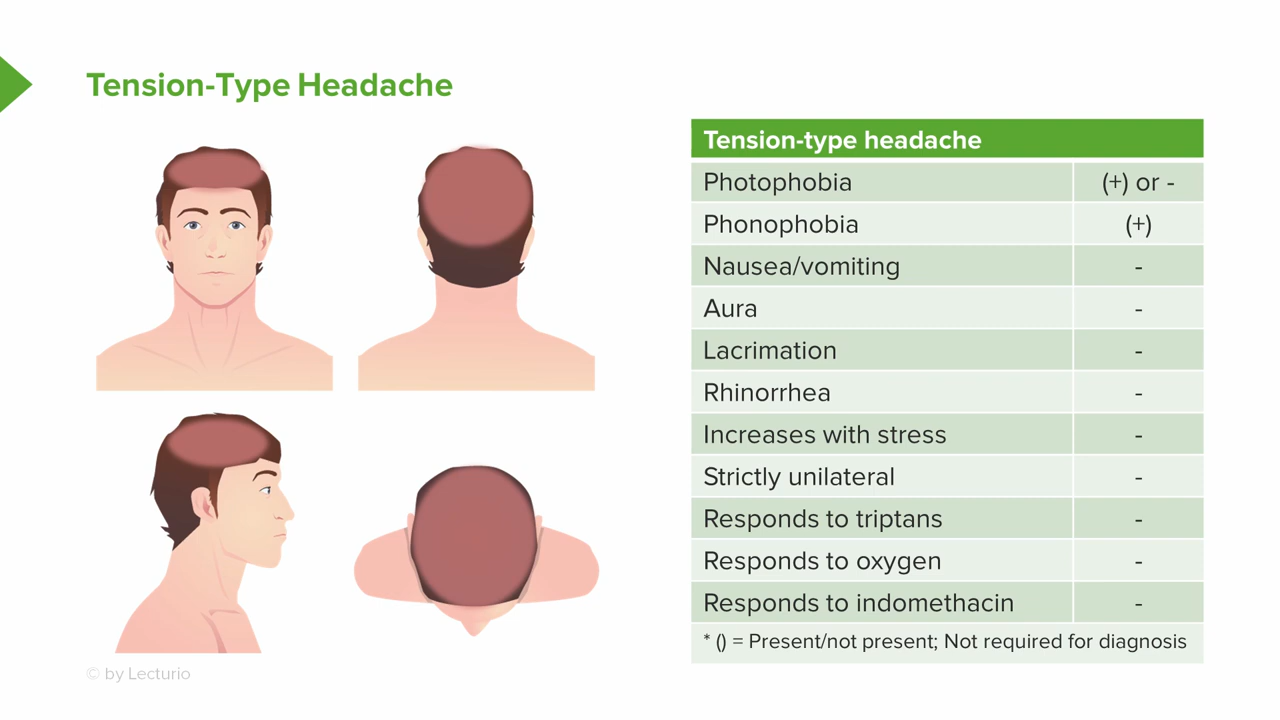 Tension-Type Headache
Tension-type headache
Photophobia (+) or -
Phonophobia (+)
Nausea/vomiting -
Aura -
Lacrimation -
Rhinorrhea -
Increases with stress -
Strictly unilateral -
Responds to triptans -
Responds to oxygen -
Responds to indomethacin -
* () = Present/not present; Not required for diagnosis
© by Lecturio